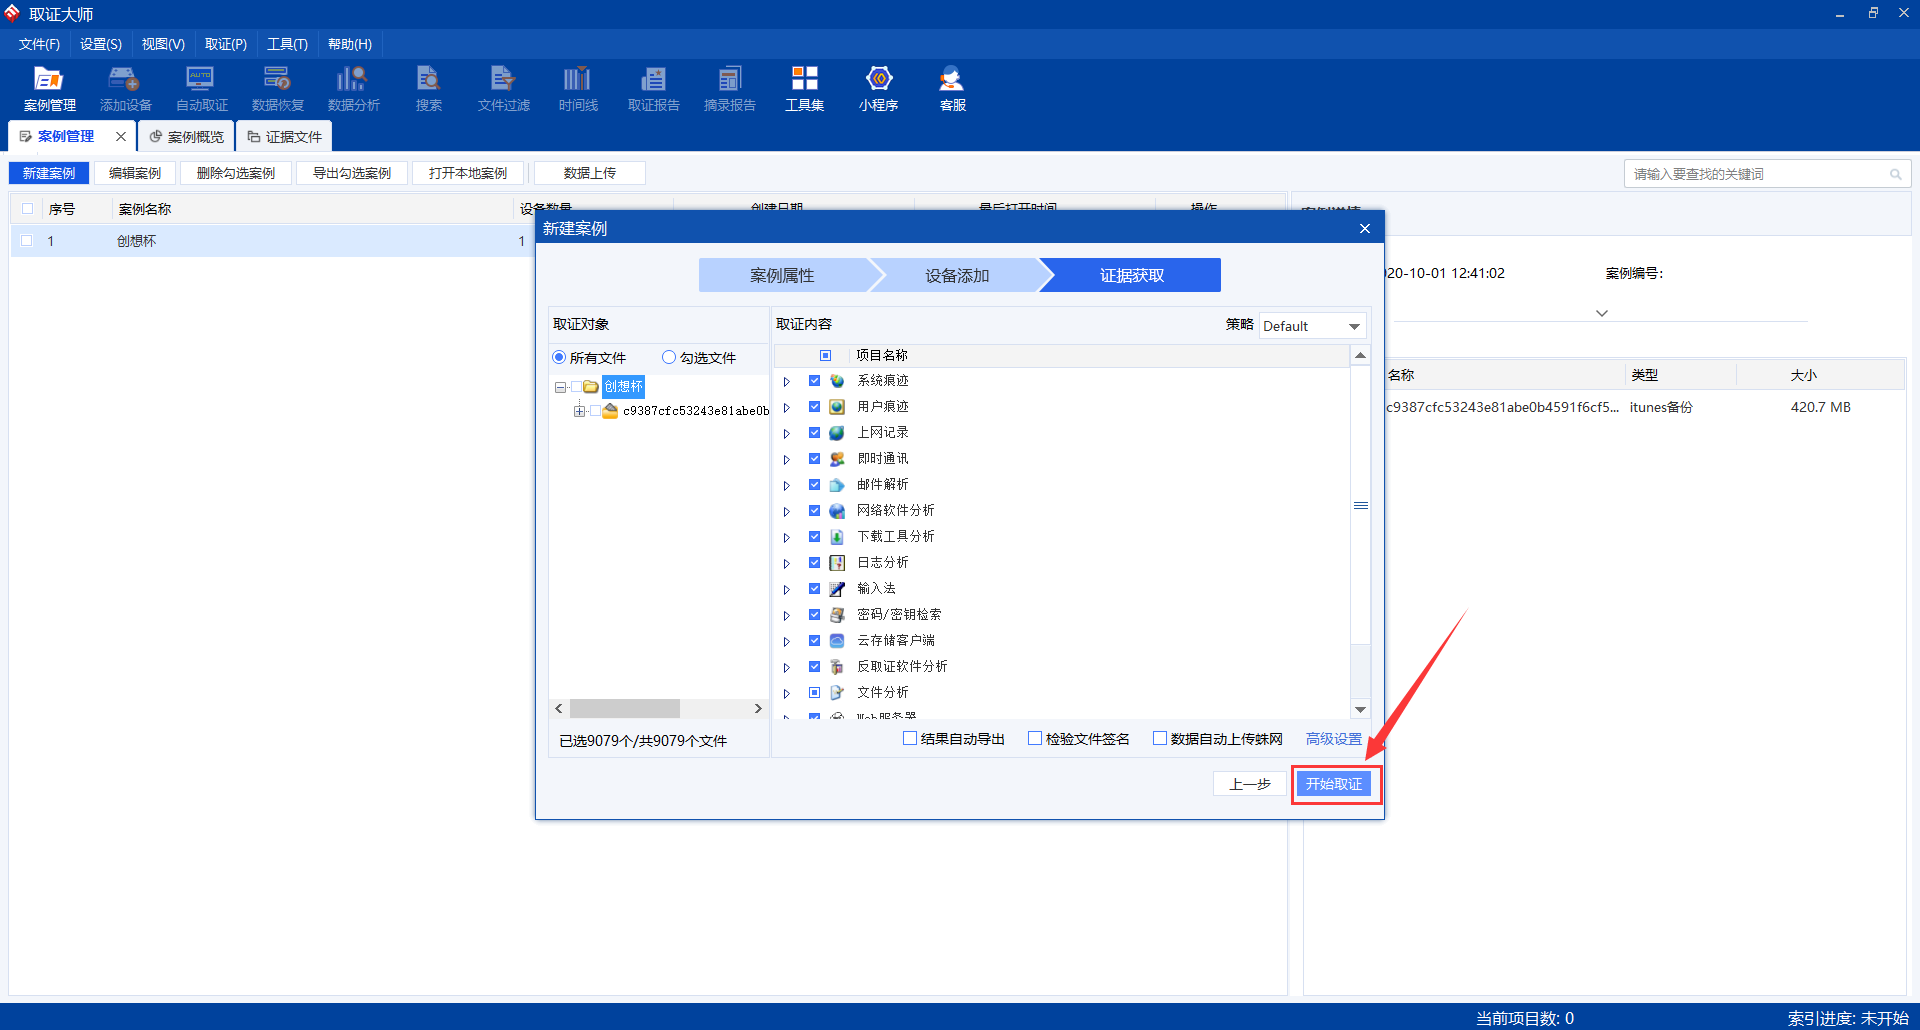 取证大师
文件(F) 设置(S) 视图(V) 取证(P) 工具(T) 帮助(H)
案例管理 添加设备 自动取证 数据恢复 数据分析 搜索 文件过滤 时间线 取证报告 摘录报告 工具集 小程序 客服
AUTO
案例管理 案例概览 证据文件
新建案例 编辑案例 删除勾选案例 导出勾选案例 打开本地案例 数据上传 请输入要查找的关键词
序号 案例名称 设备数量 创建日期 最后打开时间 操作 案例详情
1 创想杯 1
新建案例
案例属性 设备添加 证据获取
20-10-01 12:41:02 案例编号:
取证对象
所有文件 勾选文件
创想杯
c9387cfc53243e81abe0b
已选9079个/共9079个文件
取证内容 策略 Default
项目名称
系统痕迹
用户痕迹
上网记录
即时通讯
邮件解析
网络软件分析
下载工具分析
日志分析
输入法
密码/密钥检索
云存储客户端
反取证软件分析
文件分析
Web服务器
结果自动导出 检验文件签名 数据自动上传蛛网 高级设置
上一步 开始取证
名称 类型 大小
c9387cfc53243e81abe0b4591f6cf5... itunes备份 420.7 MB
当前项目数: 0 索引进度: 未开始